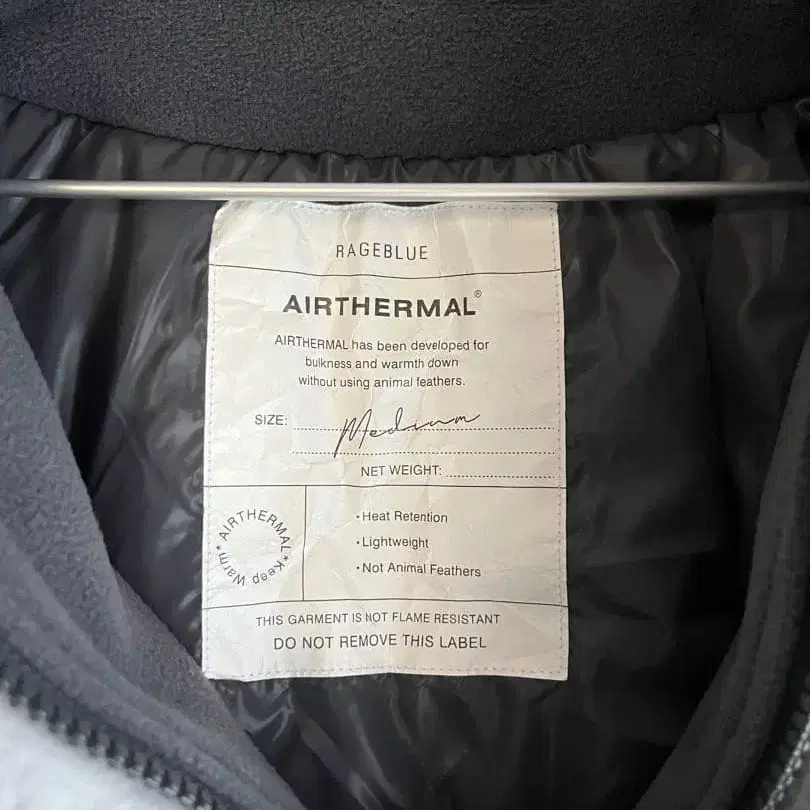 RAGEBLUE
AIRTHERMAL®
AIRTHERMAL has been developed for
bulkness and warmth down
without using animal feathers.
SIZE: Medium
NET WEIGHT:
AIRTHERMAL
★ Keep Warm ★
・Heat Retention
・Lightweight
・Not Animal Feathers
THIS GARMENT IS NOT FLAME RESISTANT
DO NOT REMOVE THIS LABEL